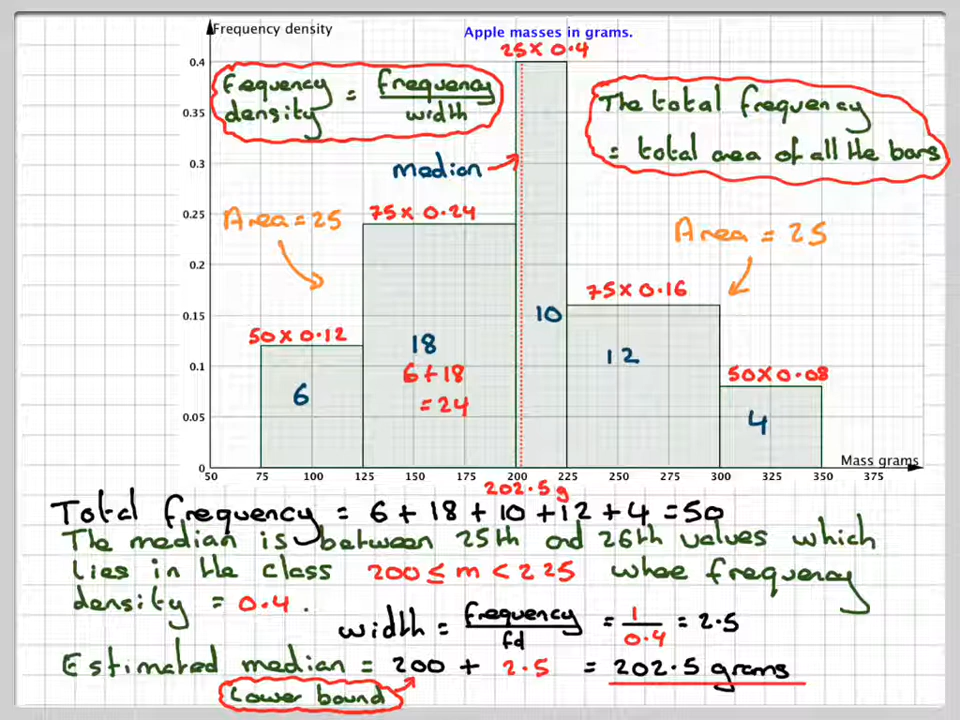 Frequency density
Apple masses in grams.
25 x 0.4
0.4
Fequency density = frequency / width
The total frequency
= total area of all the bars
0.35
0.3
median
0.25
Area = 25
75 x 0.24
Area = 25
0.2
75 x 0.16
0.15
50 x 0.12
10
18
12
0.1
6 + 18
= 24
50 x 0.08
6
4
0.05
0
Mass grams
50 75 100 125 150 175 200 225 250 275 300 325 350 375
202.5 g
Total frequency = 6 + 18 + 10 + 12 + 4 = 50
The median is between 25th and 26th values which
lies in the class 200 ≤ m < 225 whee frequency
density = 0.4.
width = frequency / fd = 1 / 0.4 = 2.5
Estimated median = 200 + 2.5 = 202.5 grams
Lower bound